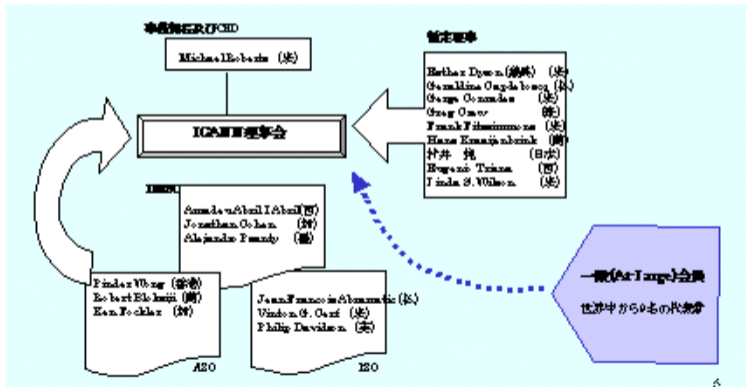 事務総長及びCEO
Michael Roberts (米)
暫定理事
Esther Dyson (議長) (米)
Geraldine Capdeboscq (仏)
George Conrades (米)
Greg Crew (豪)
Frank Fitzsimmons (米)
Hans Kraaijenbrink (蘭)
村井 純 (日本)
Eugenio Triana (西)
Linda S. Wilson (米)
ICANN理事会
Amadeu Abril I Abril (西)
Jonathan Cohen (加)
Alejandro Pisanty (墨)
Pindar Wong (香港)
Robert Blokzijl (蘭)
Ken Fockler (加)
ASO
Jean Francois Abramatic (仏)
Vinton G. Cerf (米)
Philip Davidson (英)
一般(At-Large)会員
世界中から9名の代表者
6